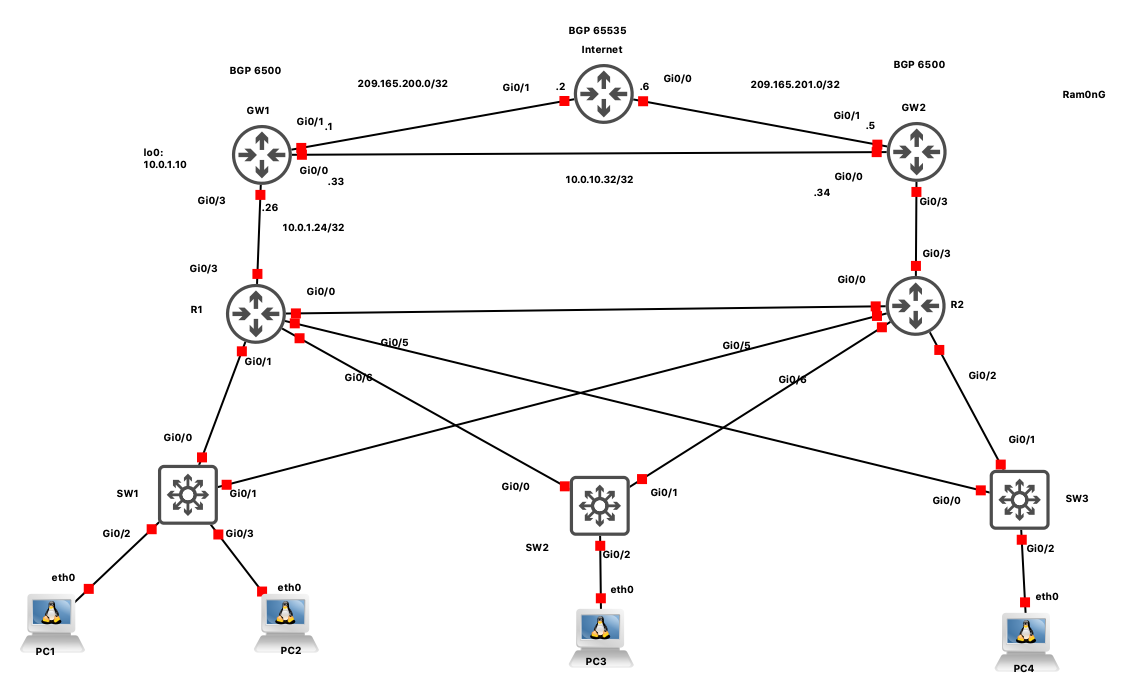 BGP 65535
Internet
BGP 6500
BGP 6500
209.165.200.0/32
209.165.201.0/32
Gi0/1
.2
.6
Gi0/0
Ram0nG
GW1
GW2
Gi0/1
.1
Gi0/1
.5
lo0:
10.0.1.10
Gi0/0
.33
10.0.10.32/32
Gi0/0
.34
Gi0/3
.26
Gi0/3
10.0.1.24/32
Gi0/3
Gi0/3
Gi0/0
Gi0/0
R1
R2
Gi0/5
Gi0/5
Gi0/1
Gi0/6
Gi0/6
Gi0/2
Gi0/0
Gi0/1
SW1
Gi0/1
Gi0/0
Gi0/1
Gi0/0
SW3
Gi0/2
Gi0/3
SW2
Gi0/2
Gi0/2
eth0
eth0
eth0
eth0
PC1
PC2
PC3
PC4